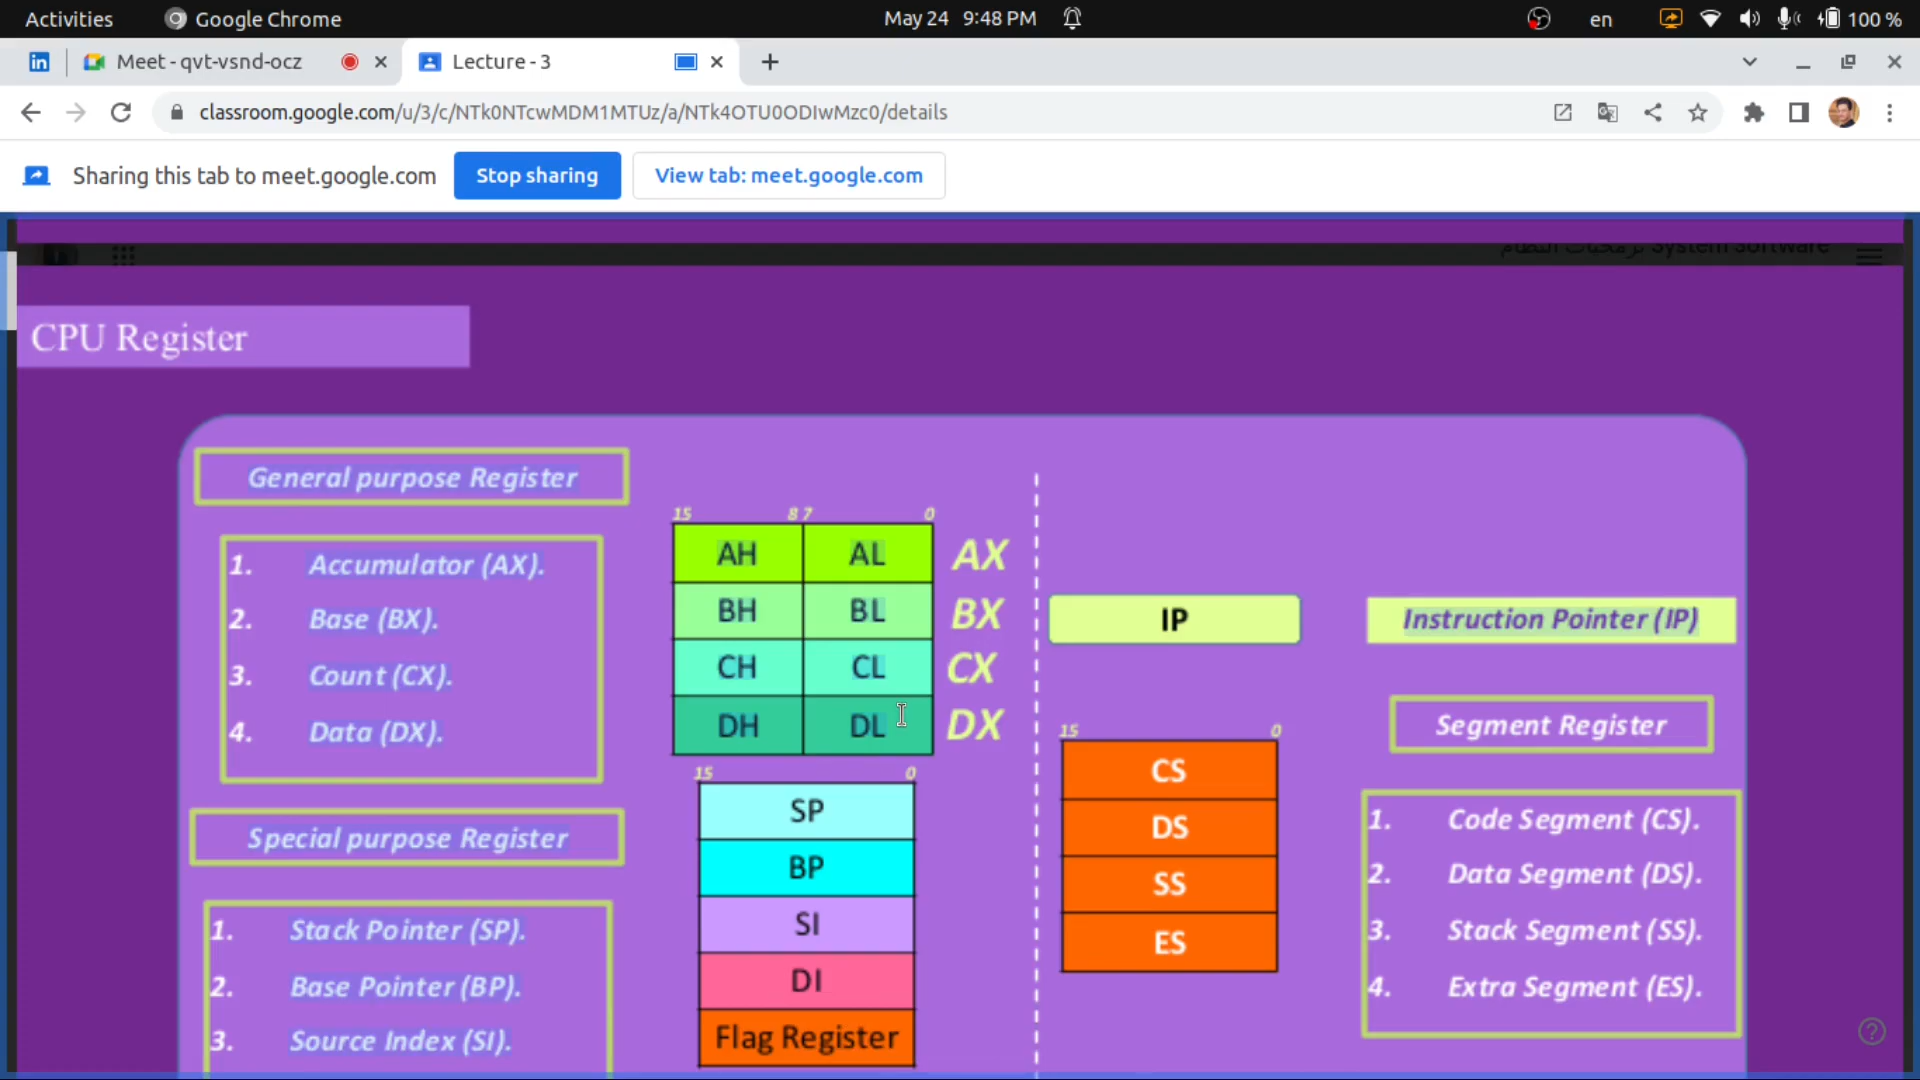 Activities
Google Chrome
May 24 9:48 PM
en
100 %
in
Meet - qvt-vsnd-ocz
Lecture - 3
classroom.google.com/u/3/c/NTk0NTcwMDM1MTUz/a/NTk4OTU0ODIwMzc0/details
Sharing this tab to meet.google.com
Stop sharing
View tab: meet.google.com
System Software برمجيات النظام
CPU Register
General purpose Register
1. Accumulator (AX).
2. Base (BX).
3. Count (CX).
4. Data (DX).
Special purpose Register
1. Stack Pointer (SP).
2. Base Pointer (BP).
3. Source Index (SI).
15 8 7 0
AH AL AX
BH BL BX
CH CL CX
DH DL DX
15 0
SP
BP
SI
DI
Flag Register
IP
Instruction Pointer (IP)
Segment Register
15 0
CS
DS
SS
ES
1. Code Segment (CS).
2. Data Segment (DS).
3. Stack Segment (SS).
4. Extra Segment (ES).